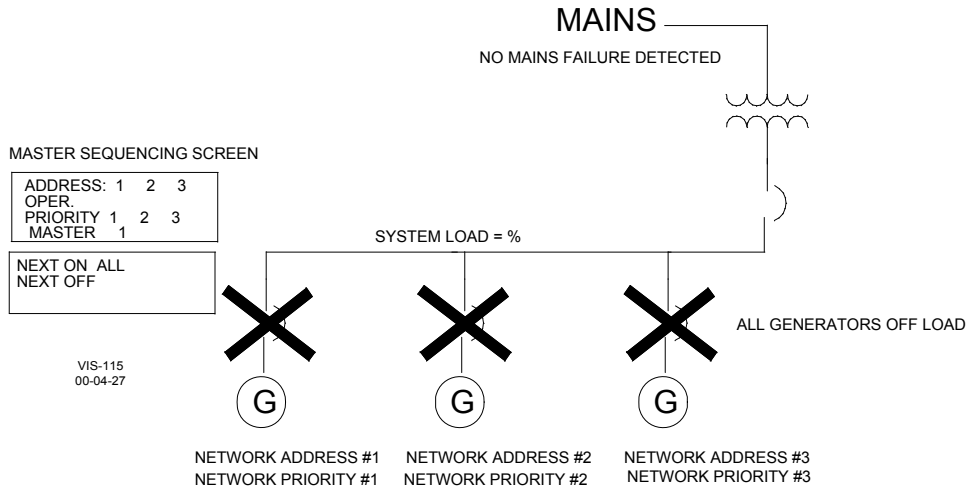 MAINS
NO MAINS FAILURE DETECTED
MASTER SEQUENCING SCREEN
ADDRESS: 1 2 3
OPER.
PRIORITY 1 2 3
MASTER 1
SYSTEM LOAD = %
NEXT ON ALL
NEXT OFF
ALL GENERATORS OFF LOAD
VIS-115
00-04-27
G G G
NETWORK ADDRESS #1 NETWORK ADDRESS #2 NETWORK ADDRESS #3
NETWORK PRIORITY #1 NETWORK PRIORITY #2 NETWORK PRIORITY #3